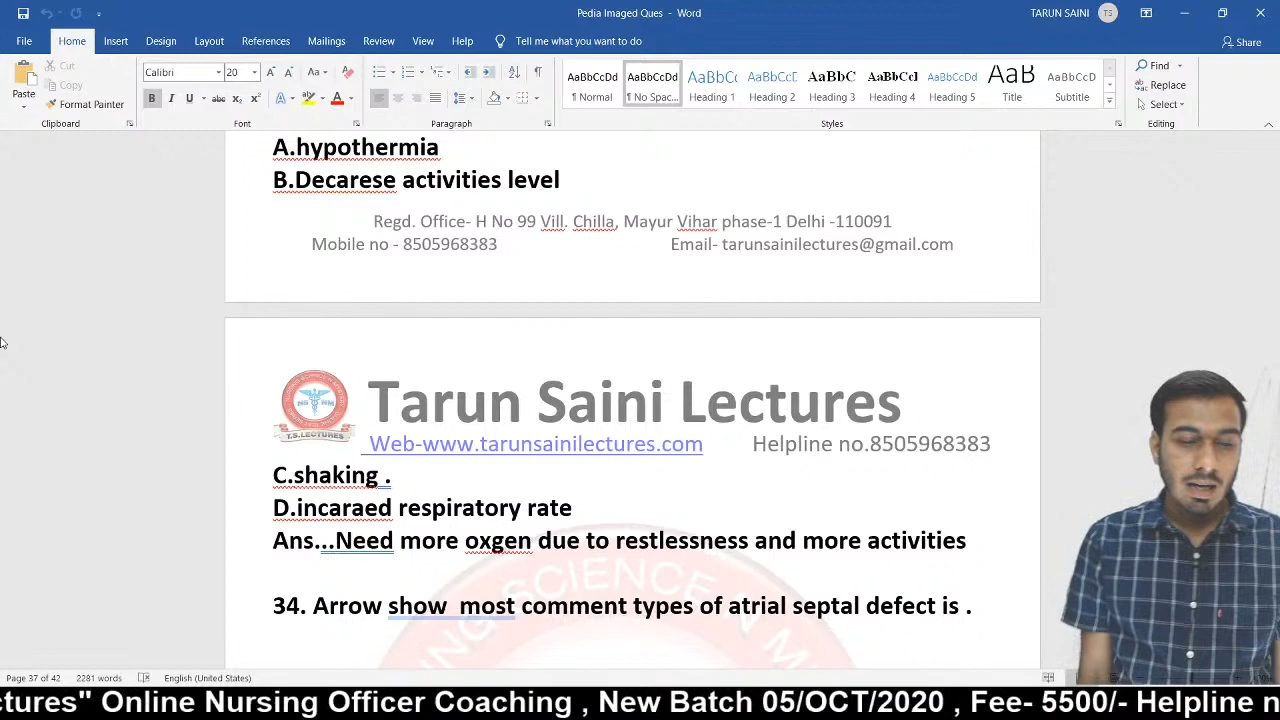 Pedia Imaged Ques - Word
TARUN SAINI
TS
File Home Insert Design Layout References Mailings Review View Help Tell me what you want to do
Share
Paste
Cut
Copy
Format Painter
Clipboard
Calibri 20
Font
Paragraph
AaBbCcDd AaBbCcDd AaBbCc AaBbCcD AaBbC AaBbCcI AaBbCcDd AaB AaBbCcDd
¶ Normal ¶ No Spac... Heading 1 Heading 2 Heading 3 Heading 4 Heading 5 Title Subtitle
Styles
Find
Replace
Select
Editing
A.hypothermia
B.Decarese activities level
Regd. Office- H No 99 Vill. Chilla, Mayur Vihar phase-1 Delhi -110091
Mobile no - 8505968383 Email- tarunsainilectures@gmail.com
Tarun Saini Lectures
T.S.LECTURES
Web-www.tarunsainilectures.com Helpline no.8505968383
C.shaking .
D.incaraed respiratory rate
Ans...Need more oxgen due to restlessness and more activities
34. Arrow show most comment types of atrial septal defect is .
Page 37 of 42 2281 words English (United States)
ctures" Online Nursing Officer Coaching , New Batch 05/OCT/2020 , Fee- 5500/- Helpline n